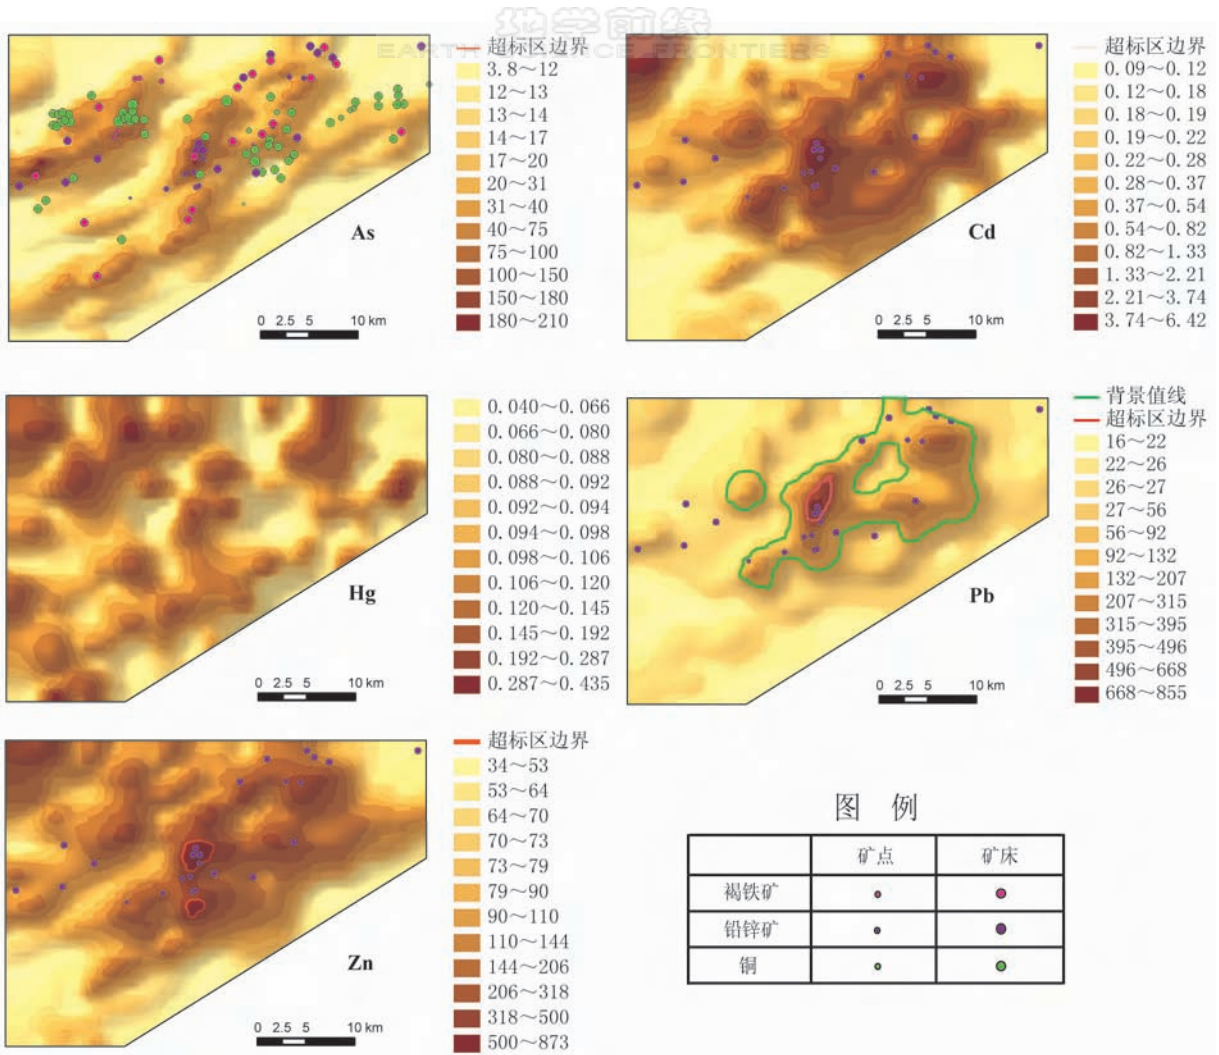 地学前缘
EARTH SCIENCE FRONTIERS
超标区边界
3.8～12
12～13
13～14
14～17
17～20
20～31
31～40
40～75
75～100
100～150
150～180
180～210
As
0 2.5 5 10 km
超标区边界
0.09～0.12
0.12～0.18
0.18～0.19
0.19～0.22
0.22～0.28
0.28～0.37
0.37～0.54
0.54～0.82
0.82～1.33
1.33～2.21
2.21～3.74
3.74～6.42
Cd
0 2.5 5 10 km
0.040～0.066
0.066～0.080
0.080～0.088
0.088～0.092
0.092～0.094
0.094～0.098
0.098～0.106
0.106～0.120
0.120～0.145
0.145～0.192
0.192～0.287
0.287～0.435
Hg
0 2.5 5 10 km
背景值线
超标区边界
16～22
22～26
26～27
27～56
56～92
92～132
132～207
207～315
315～395
395～496
496～668
668～855
Pb
0 2.5 5 10 km
超标区边界
34～53
53～64
64～70
70～73
73～79
79～90
90～110
110～144
144～206
206～318
318～500
500～873
Zn
0 2.5 5 10 km
图 例
矿点 矿床
褐铁矿
铅锌矿
铜